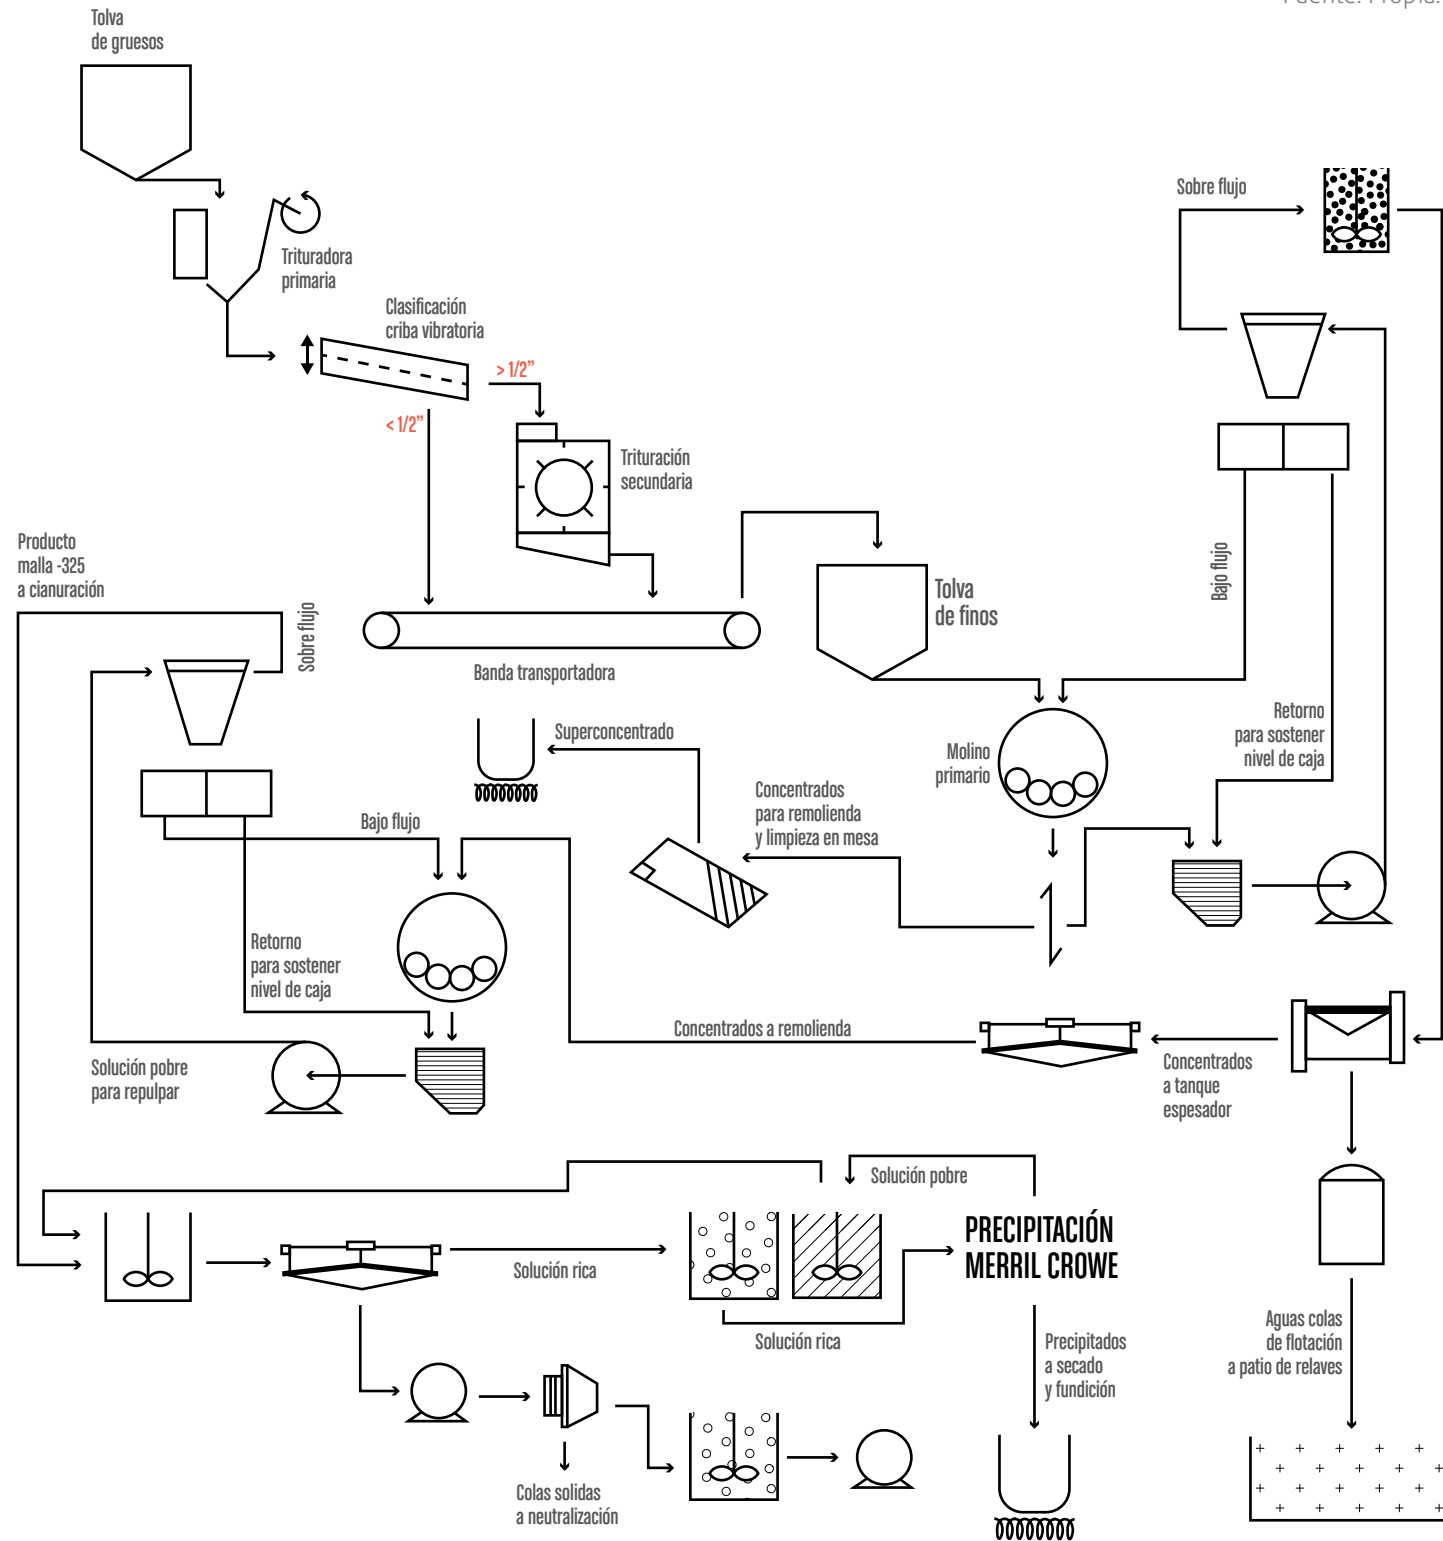 Fuente: Propia.
Tolva
de gruesos
Sobre flujo
Trituradora
primaria
Clasificación
criba vibratoria
> 1/2”
< 1/2”
Trituración
secundaria
Producto
malla -325
a cianuración
Sobre flujo
Tolva
de finos
Bajo flujo
Banda transportadora
Superconcentrado
Molino
primario
Retorno
para sostener
nivel de caja
Concentrados
para remolienda
y limpieza en mesa
Bajo flujo
Retorno
para sostener
nivel de caja
Concentrados a remolienda
Solución pobre
para repulpar
Concentrados
a tanque
espesador
Solución pobre
PRECIPITACIÓN
MERRIL CROWE
Solución rica
Solución rica
Precipitados
a secado
y fundición
Aguas colas
de flotación
a patio de relaves
Colas solidas
a neutralización